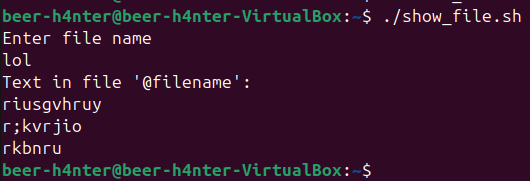 beer-h4nter@beer-h4nter-VirtualBox:~$ ./show_file.sh
Enter file name
lol
Text in file '@filename':
riusgvhruy
r;kvrjio
rkbnru
beer-h4nter@beer-h4nter-VirtualBox:~$